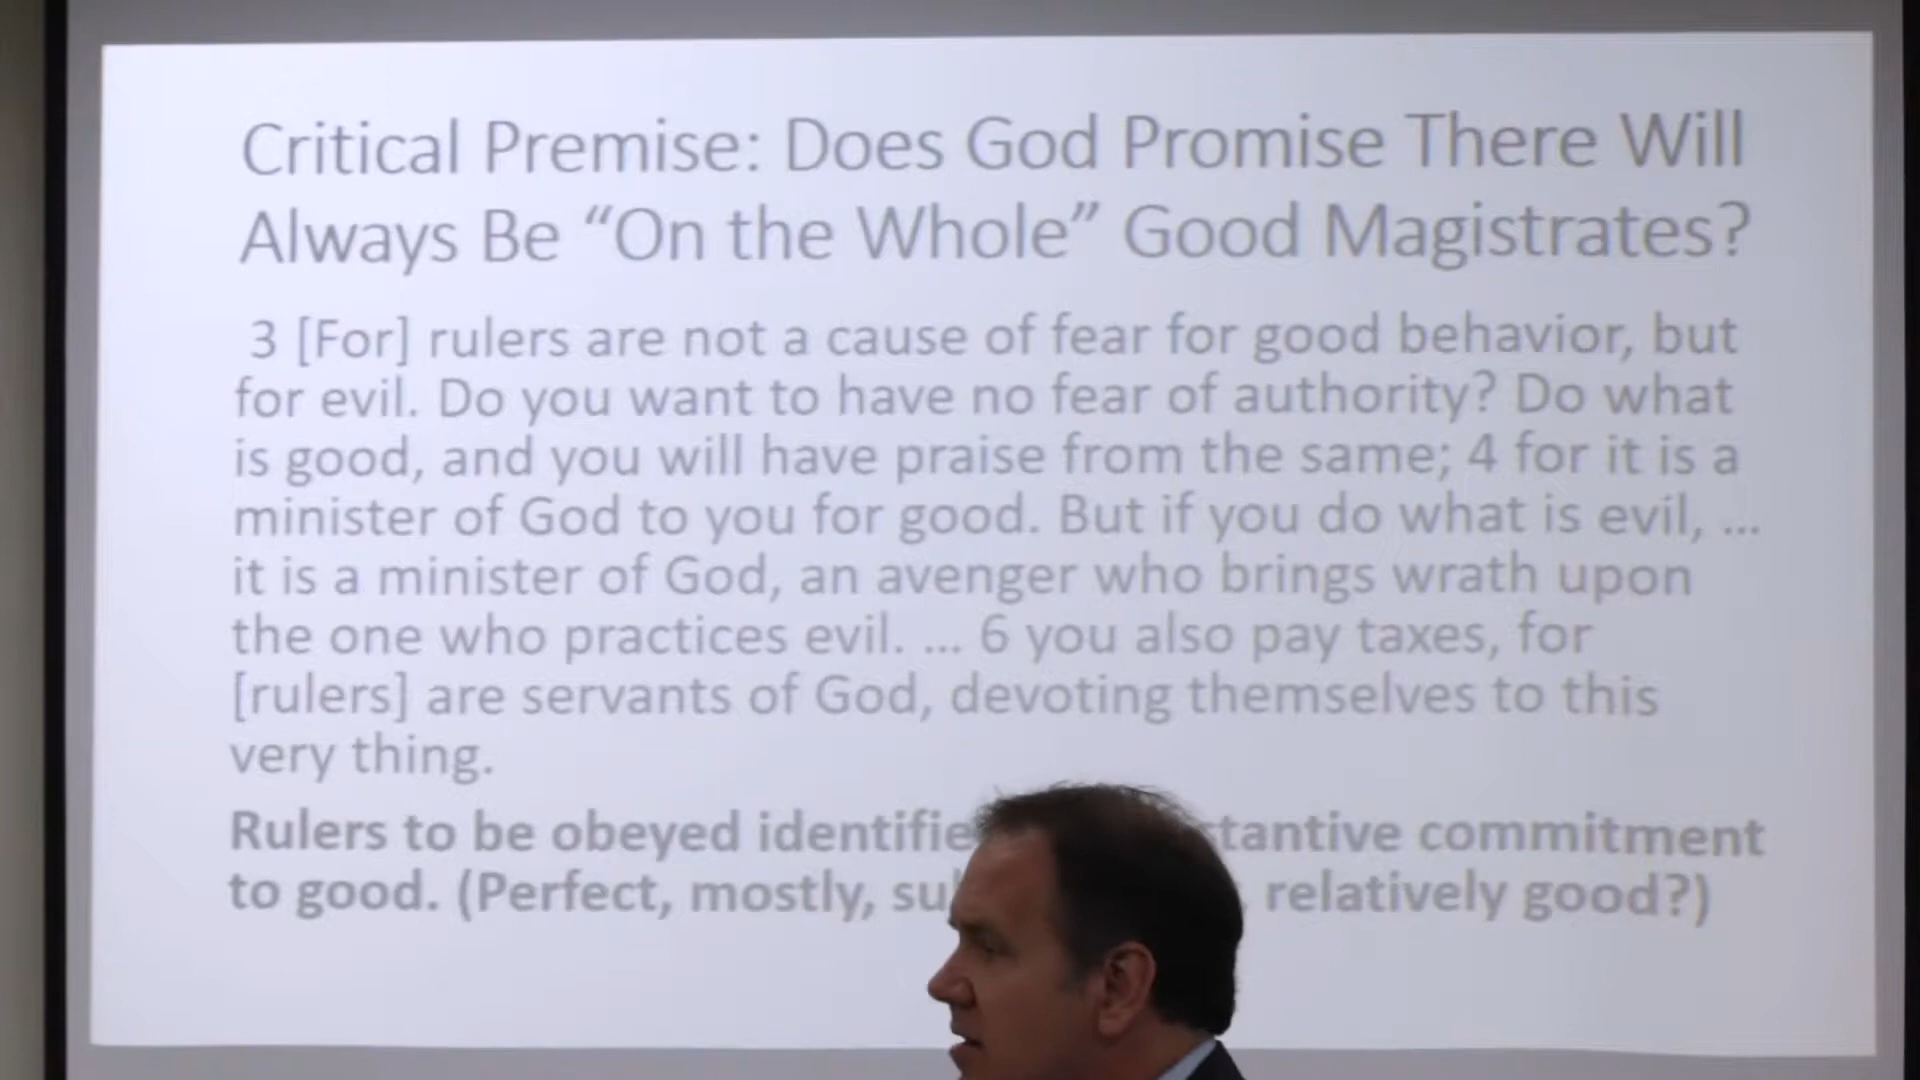 Critical Premise: Does God Promise There Will
Always Be “On the Whole” Good Magistrates?
3 [For] rulers are not a cause of fear for good behavior, but
for evil. Do you want to have no fear of authority? Do what
is good, and you will have praise from the same; 4 for it is a
minister of God to you for good. But if you do what is evil, ...
it is a minister of God, an avenger who brings wrath upon
the one who practices evil. ... 6 you also pay taxes, for
[rulers] are servants of God, devoting themselves to this
very thing.
Rulers to be obeyed commitment
to good. (Perfect, mostly, relatively good?)